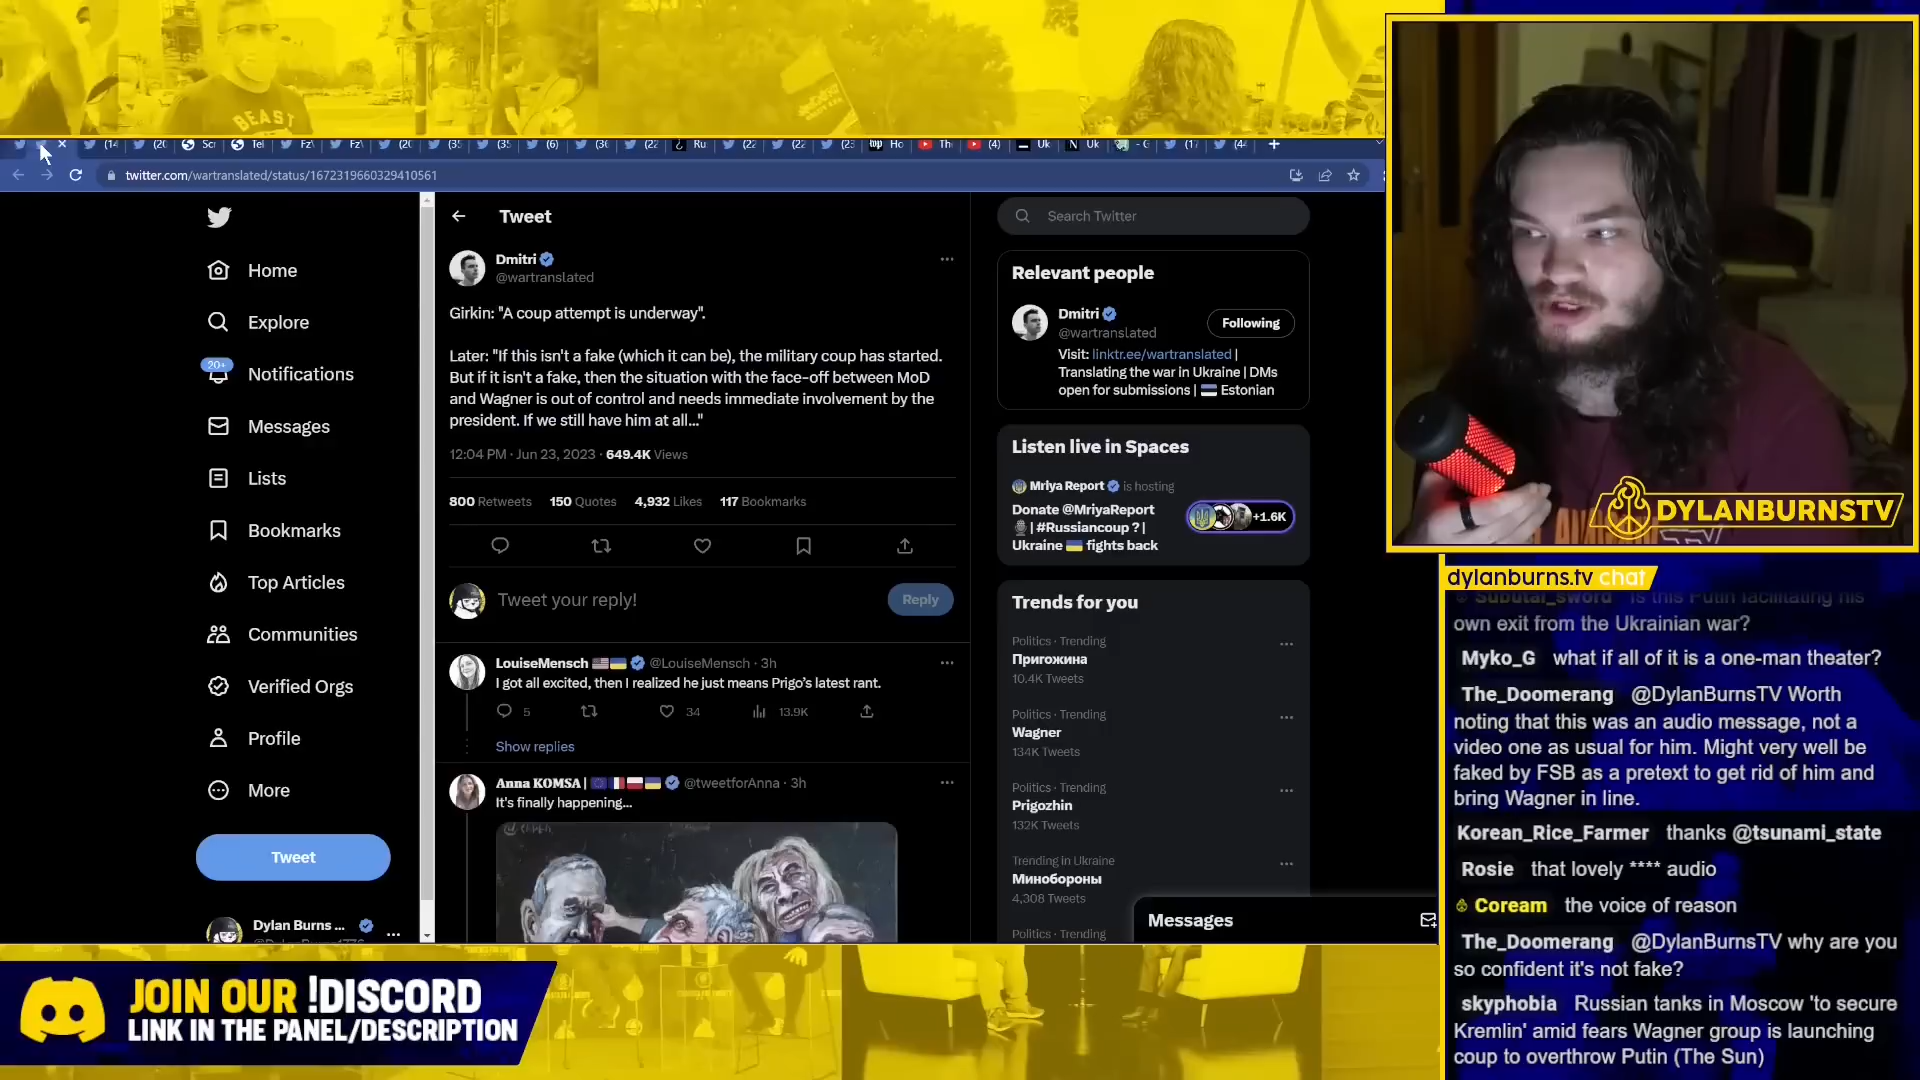 BEAST
twitter.com/wartranslated/status/1672319660329410561
Tweet
Search Twitter
Home
Explore
20+
Notifications
Messages
Lists
Bookmarks
Top Articles
Communities
Verified Orgs
Profile
More
Tweet
Dylan Burns ...
Dmitri
@wartranslated
Girkin: "A coup attempt is underway".
Later: "If this isn't a fake (which it can be), the military coup has started.
But if it isn't a fake, then the situation with the face-off between MoD
and Wagner is out of control and needs immediate involvement by the
president. If we still have him at all..."
12:04 PM · Jun 23, 2023 · 649.4K Views
800 Retweets 150 Quotes 4,932 Likes 117 Bookmarks
Tweet your reply!
Reply
LouiseMensch @LouiseMensch · 3h
I got all excited, then I realized he just means Prigo's latest rant.
5 34 13.9K
Show replies
Anna KOMSA | @tweetforAnna · 3h
It's finally happening...
Relevant people
Dmitri
@wartranslated
Following
Visit: linktr.ee/wartranslated |
Translating the war in Ukraine | DMs
open for submissions | Estonian
Listen live in Spaces
Mriya Report is hosting
Donate @MriyaReport
| #Russiancoup ? |
Ukraine fights back
+1.6K
Trends for you
Politics · Trending
Пригожина
10.4K Tweets
Politics · Trending
Wagner
134K Tweets
Politics · Trending
Prigozhin
132K Tweets
Trending in Ukraine
Минобороны
4,308 Tweets
Politics · Trending
Messages
DYLANBURNSTV
dylanburns.tv chat
Subutai_sword Is this Putin facilitating his
own exit from the Ukrainian war?
Myko_G what if all of it is a one-man theater?
The_Doomerang @DylanBurnsTV Worth
noting that this was an audio message, not a
video one as usual for him. Might very well be
faked by FSB as a pretext to get rid of him and
bring Wagner in line.
Korean_Rice_Farmer thanks @tsunami_state
Rosie that lovely **** audio
Coream the voice of reason
The_Doomerang @DylanBurnsTV why are you
so confident it's not fake?
skyphobia Russian tanks in Moscow 'to secure
Kremlin' amid fears Wagner group is launching
coup to overthrow Putin (The Sun)
JOIN OUR !DISCORD
LINK IN THE PANEL/DESCRIPTION